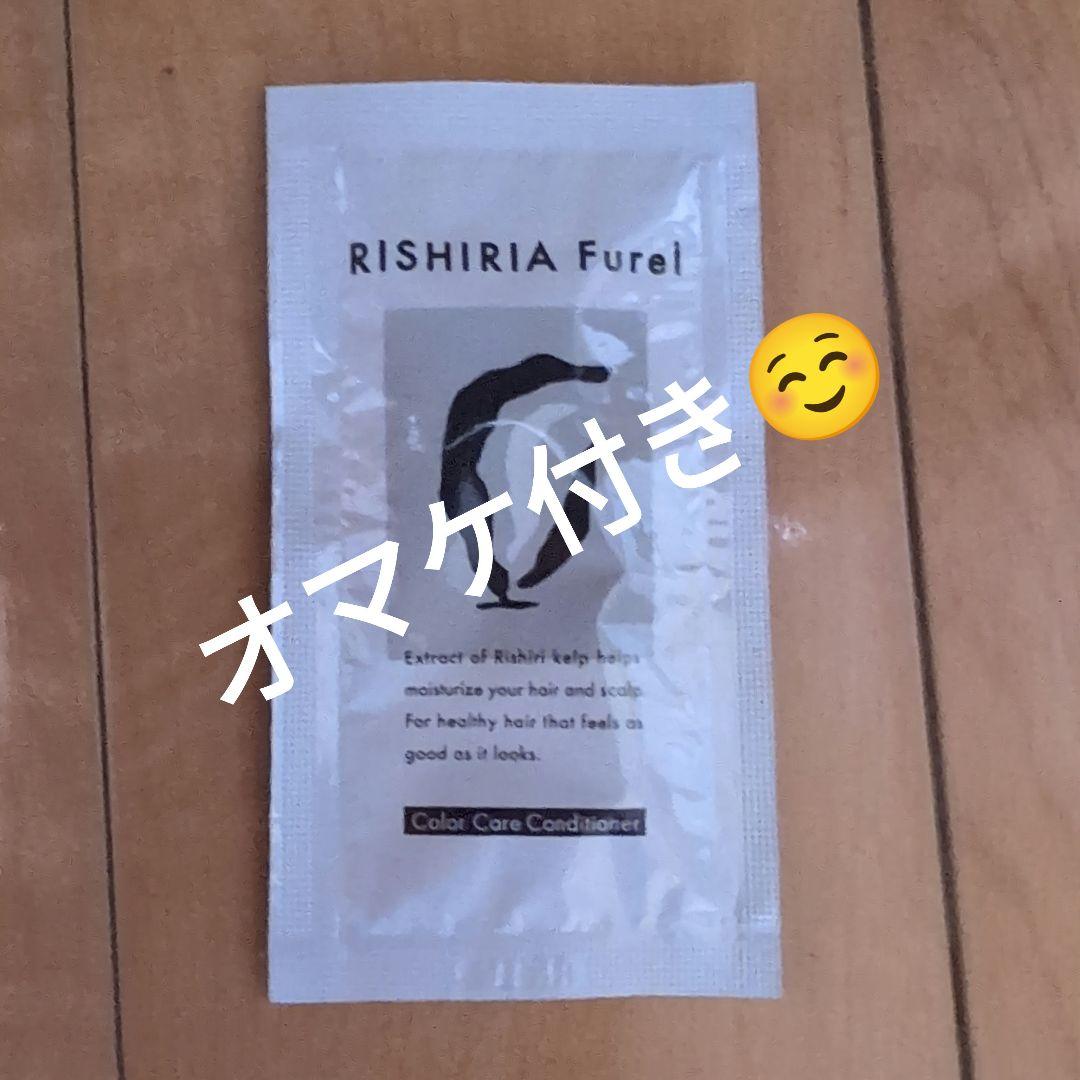 RISHIRIA Furel
オマケ付き
Extract of Rishiri kelp helps
moisturize your hair and scalp.
For healthy hair that feels as
good as it looks.
Color Care Conditioner